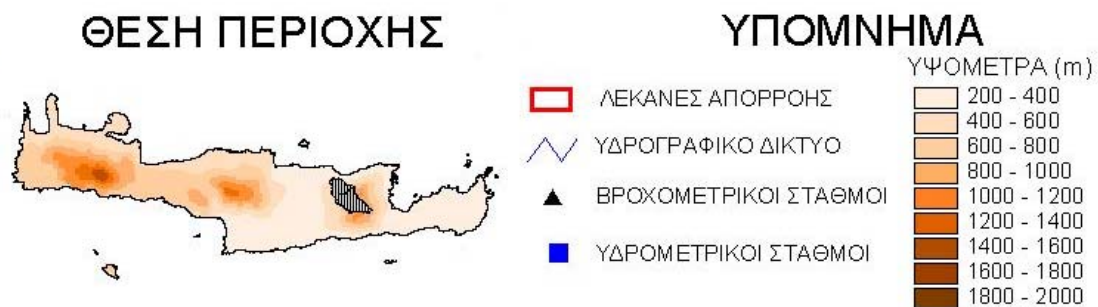 ΘΕΣΗ ΠΕΡΙΟΧΗΣ
ΥΠΟΜΝΗΜΑ
ΛΕΚΑΝΕΣ ΑΠΟΡΡΟΗΣ
ΥΔΡΟΓΡΑΦΙΚΟ ΔΙΚΤΥΟ
ΒΡΟΧΟΜΕΤΡΙΚΟΙ ΣΤΑΘΜΟΙ
ΥΔΡΟΜΕΤΡΙΚΟΙ ΣΤΑΘΜΟΙ
ΥΨΟΜΕΤΡΑ (m)
200 - 400
400 - 600
600 - 800
800 - 1000
1000 - 1200
1200 - 1400
1400 - 1600
1600 - 1800
1800 - 2000